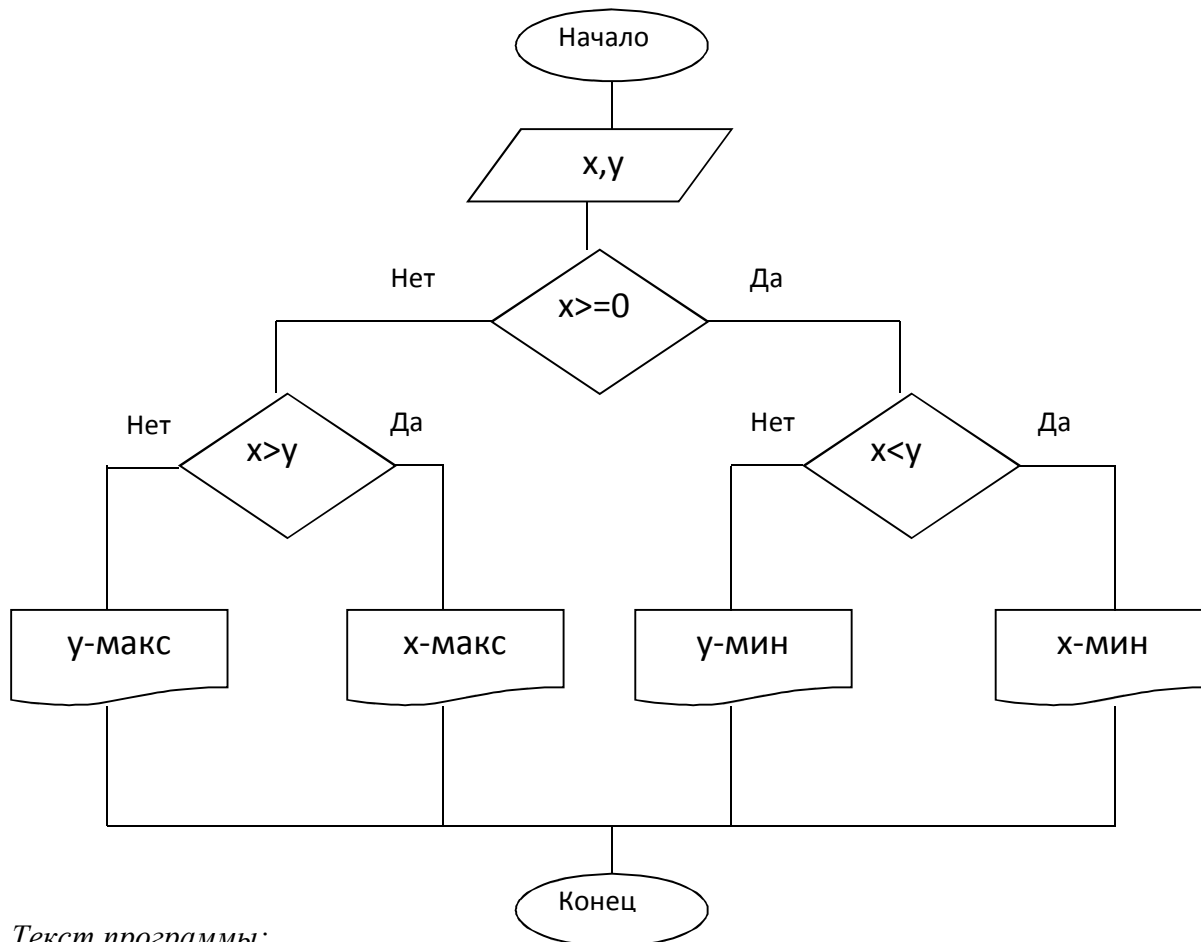 Начало
x,y
Нет
Да
x>=0
Нет
Да
Нет
Да
x>y
x<y
y-макс
x-макс
y-мин
x-мин
Конец
Текст программы: